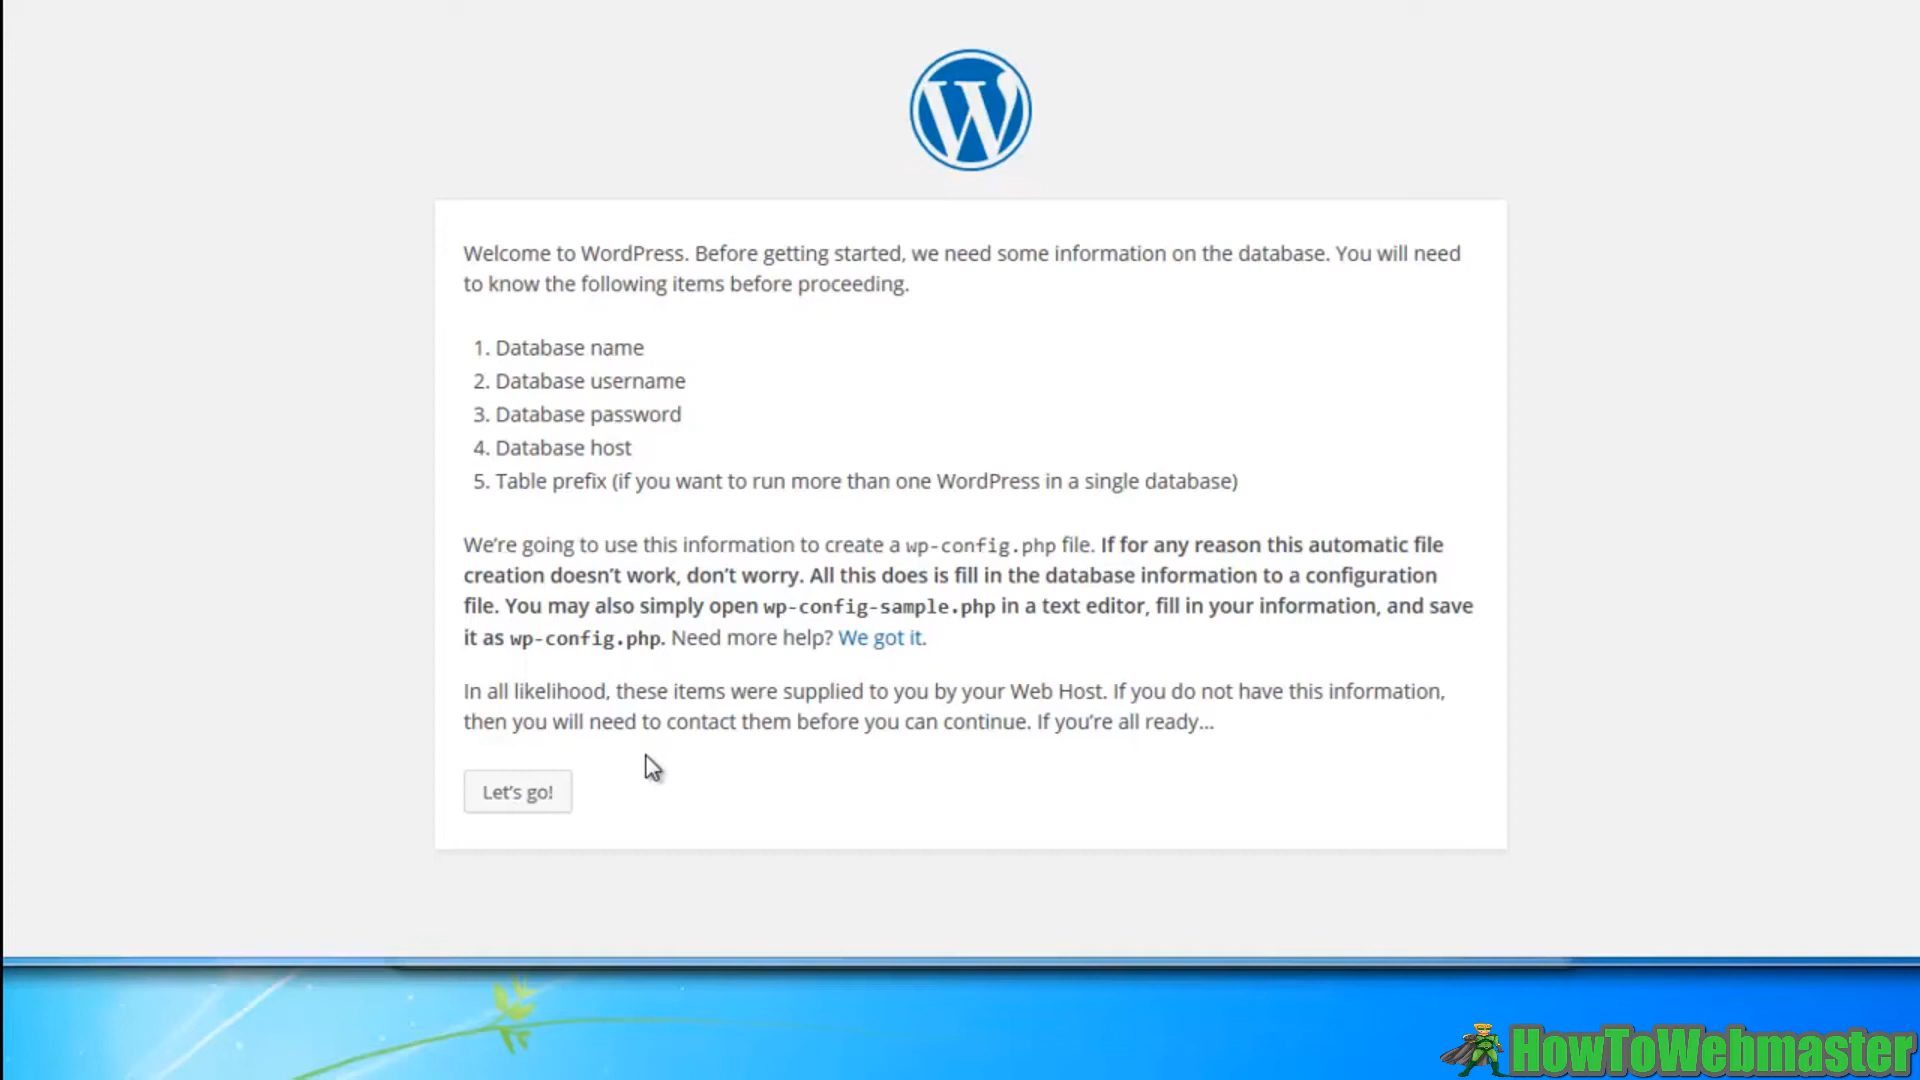 W
Welcome to WordPress. Before getting started, we need some information on the database. You will need
to know the following items before proceeding.
1. Database name
2. Database username
3. Database password
4. Database host
5. Table prefix (if you want to run more than one WordPress in a single database)
We’re going to use this information to create a wp-config.php file. If for any reason this automatic file
creation doesn’t work, don’t worry. All this does is fill in the database information to a configuration
file. You may also simply open wp-config-sample.php in a text editor, fill in your information, and save
it as wp-config.php. Need more help? We got it.
In all likelihood, these items were supplied to you by your Web Host. If you do not have this information,
then you will need to contact them before you can continue. If you’re all ready…
Let’s go!
HowToWebmaster